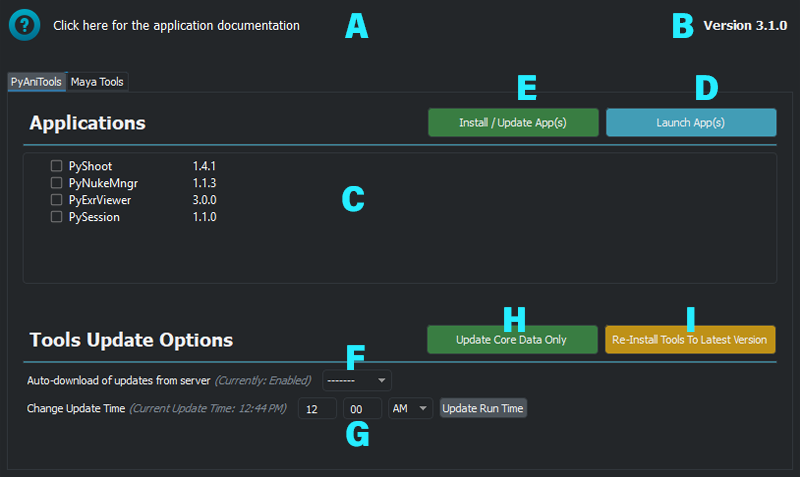 ? Click here for the application documentation A B Version 3.1.0
PyAniTools Maya Tools
E D
Applications Install / Update App(s) Launch App(s)
PyShoot 1.4.1
PyNukeMngr 1.1.3
PyExrViewer 3.0.0
C
PySession 1.1.0
H I
Tools Update Options Update Core Data Only Re-Install Tools To Latest Version
F
Auto-download of updates from server (Currently: Enabled) -------
Change Update Time (Current Update Time: 12:44 PM) 12 00 AM Update Run Time
G